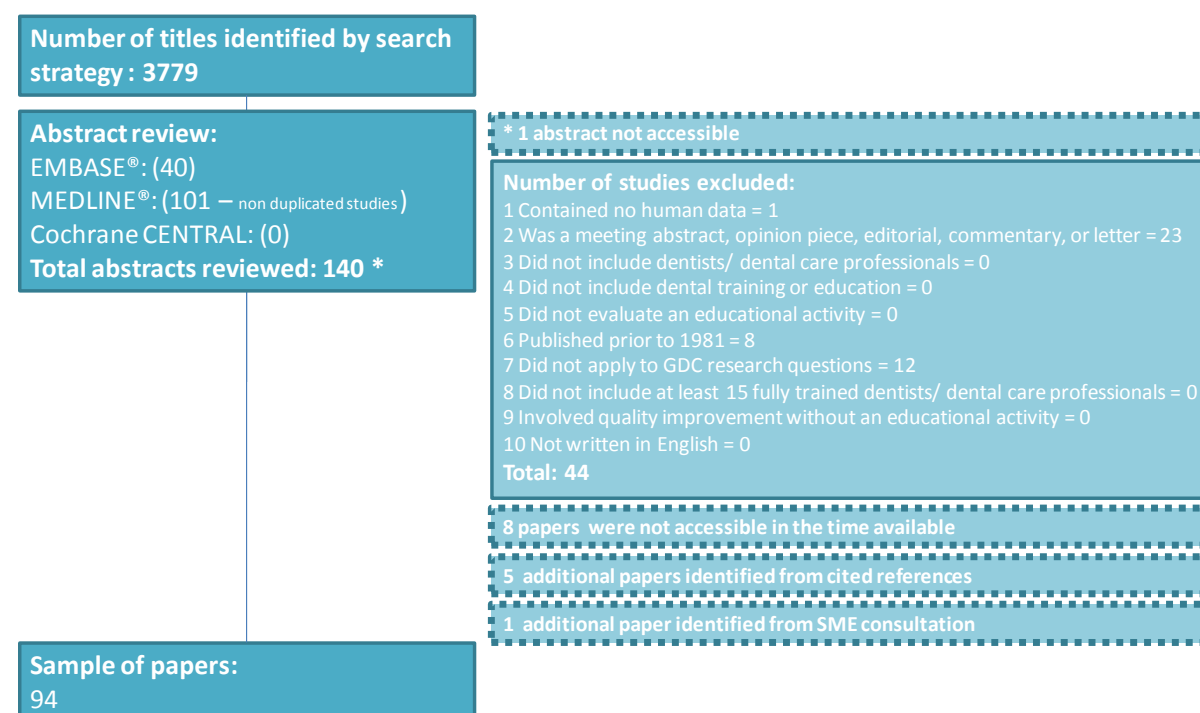 Number of titles identified by search
strategy : 3779
Abstract review:
EMBASE®: (40)
MEDLINE®: (101 – non duplicated studies)
Cochrane CENTRAL: (0)
Total abstracts reviewed: 140 *
* 1 abstract not accessible
Number of studies excluded:
1 Contained no human data = 1
2 Was a meeting abstract, opinion piece, editorial, commentary, or letter = 23
3 Did not include dentists/ dental care professionals = 0
4 Did not include dental training or education = 0
5 Did not evaluate an educational activity = 0
6 Published prior to 1981 = 8
7 Did not apply to GDC research questions = 12
8 Did not include at least 15 fully trained dentists/ dental care professionals = 0
9 Involved quality improvement without an educational activity = 0
10 Not written in English = 0
Total: 44
8 papers were not accessible in the time available
5 additional papers identified from cited references
1 additional paper identified from SME consultation
Sample of papers:
94